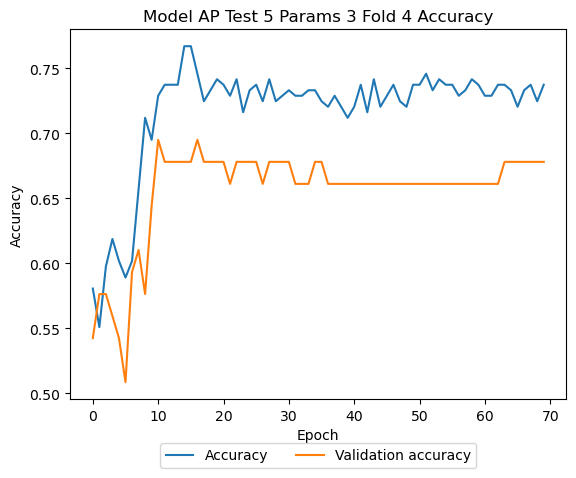 Model AP Test 5 Params 3 Fold 4 Accuracy
0.75
0.70
0.65
0.60
0.55
0.50
Accuracy
0 10 20 30 40 50 60 70
Epoch
Accuracy Validation accuracy